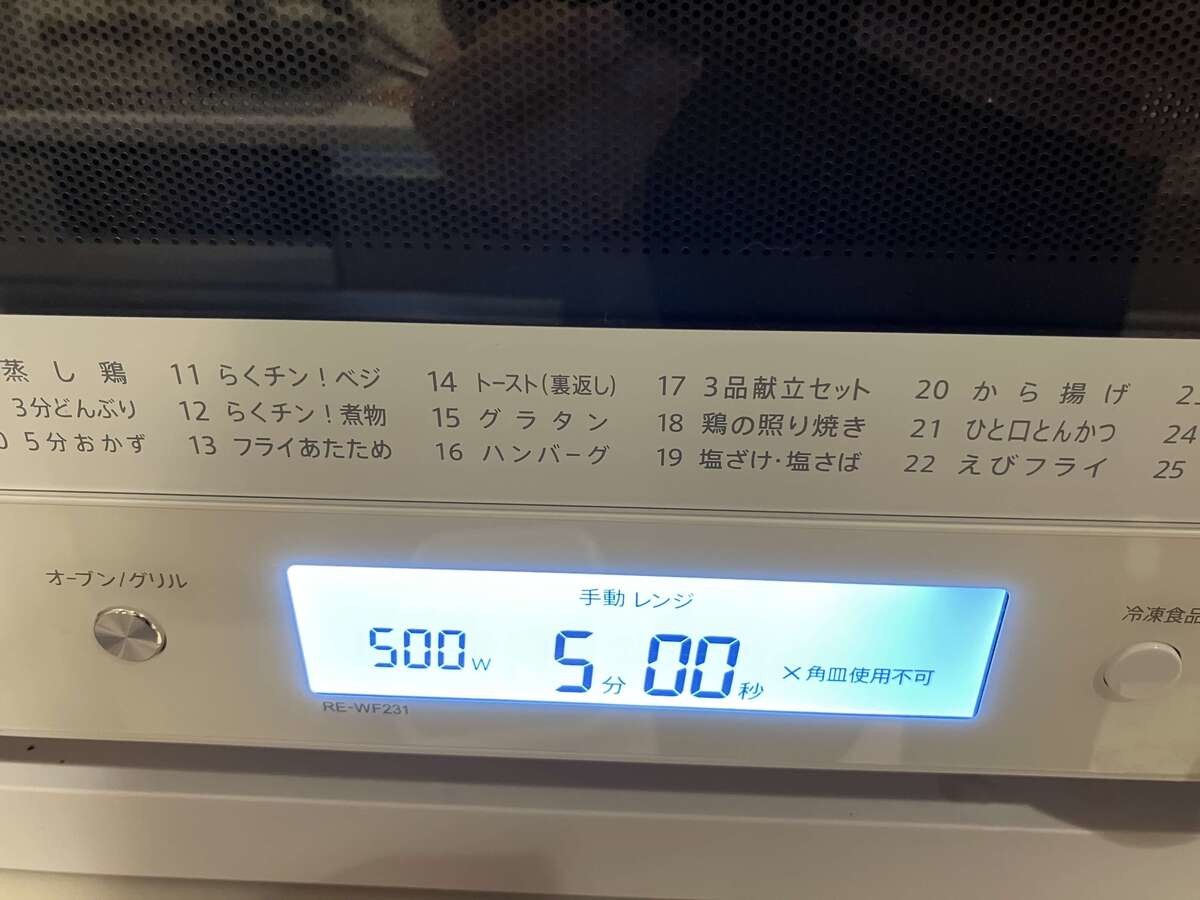 蒸し鶏 11 らくチン！ベジ 14 トースト(裏返し) 17 3品献立セット 20 から揚げ
3分どんぶり 12 らくチン！煮物 15 グラタン 18 鶏の照り焼き 21 ひと口とんかつ 24
5分おかず 13 フライあたため 16 ハンバーグ 19 塩ざけ・塩さば 22 えびフライ 25
オーブン/グリル
手動 レンジ
冷凍食品
500W 5分00秒 ×角皿使用不可
RE-WF231